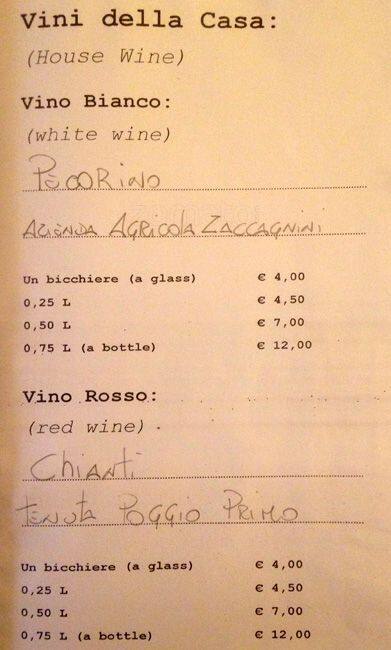 Vini della Casa:
(House Wine)
Vino Bianco:
(white wine)
PECORINO
AZIENDA AGRICOLA ZACCAGNINI
Un bicchiere (a glass) € 4,00
0,25 L € 4,50
0,50 L € 7,00
0,75 L (a bottle) € 12,00
Vino Rosso:
(red wine)
Chianti
TENUTA POGGIO PRIMO
Un bicchiere (a glass) € 4,00
0,25 L € 4,50
0,50 L € 7,00
0,75 L (a bottle) € 12,00